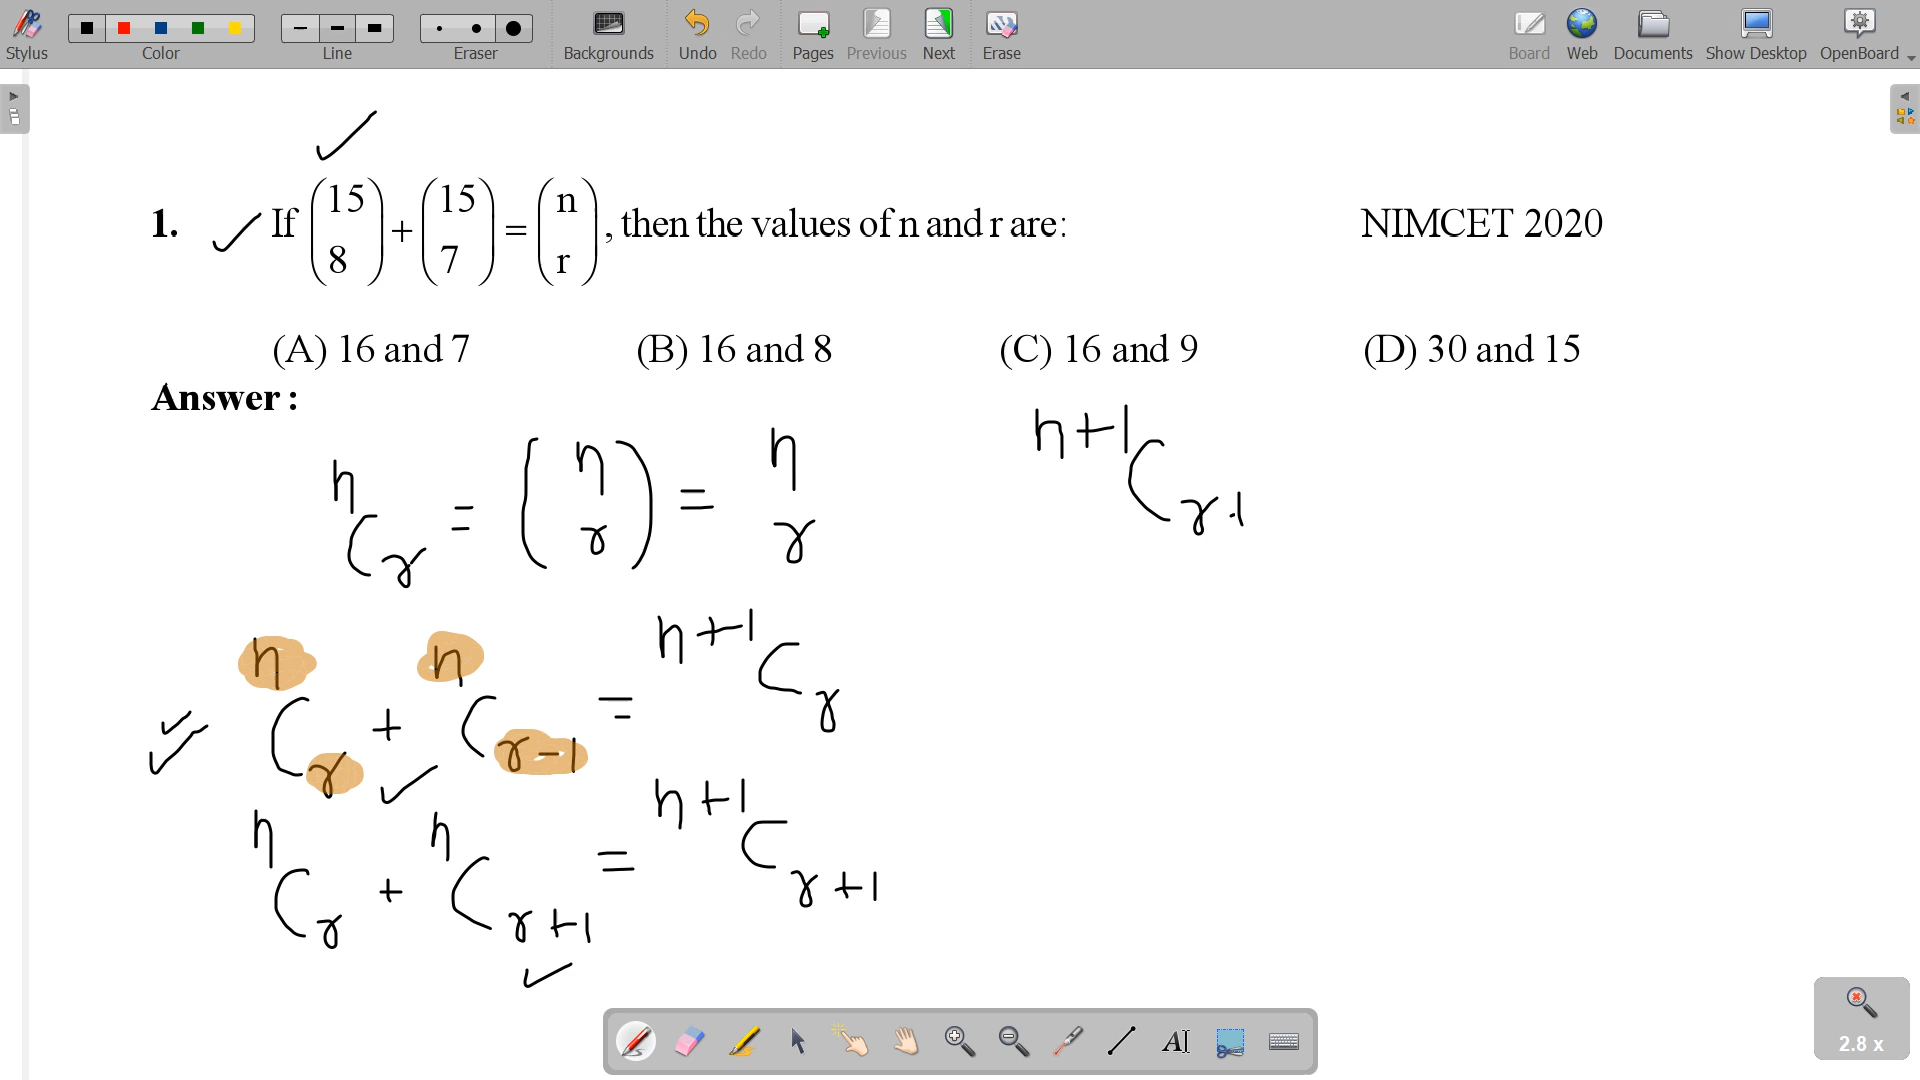 Stylus Color Line Eraser Backgrounds Undo Redo Pages Previous Next Erase Board Web Documents Show Desktop OpenBoard
1. If (15 8) + (15 7) = (n r), then the values of n and r are: NIMCET 2020
(A) 16 and 7 (B) 16 and 8 (C) 16 and 9 (D) 30 and 15
Answer :
nCr = (n r) = n r
n+1Cr+1
nCr + nCr-1 = n+1Cr
nCr + nCr+1 = n+1Cr+1
2.8 x